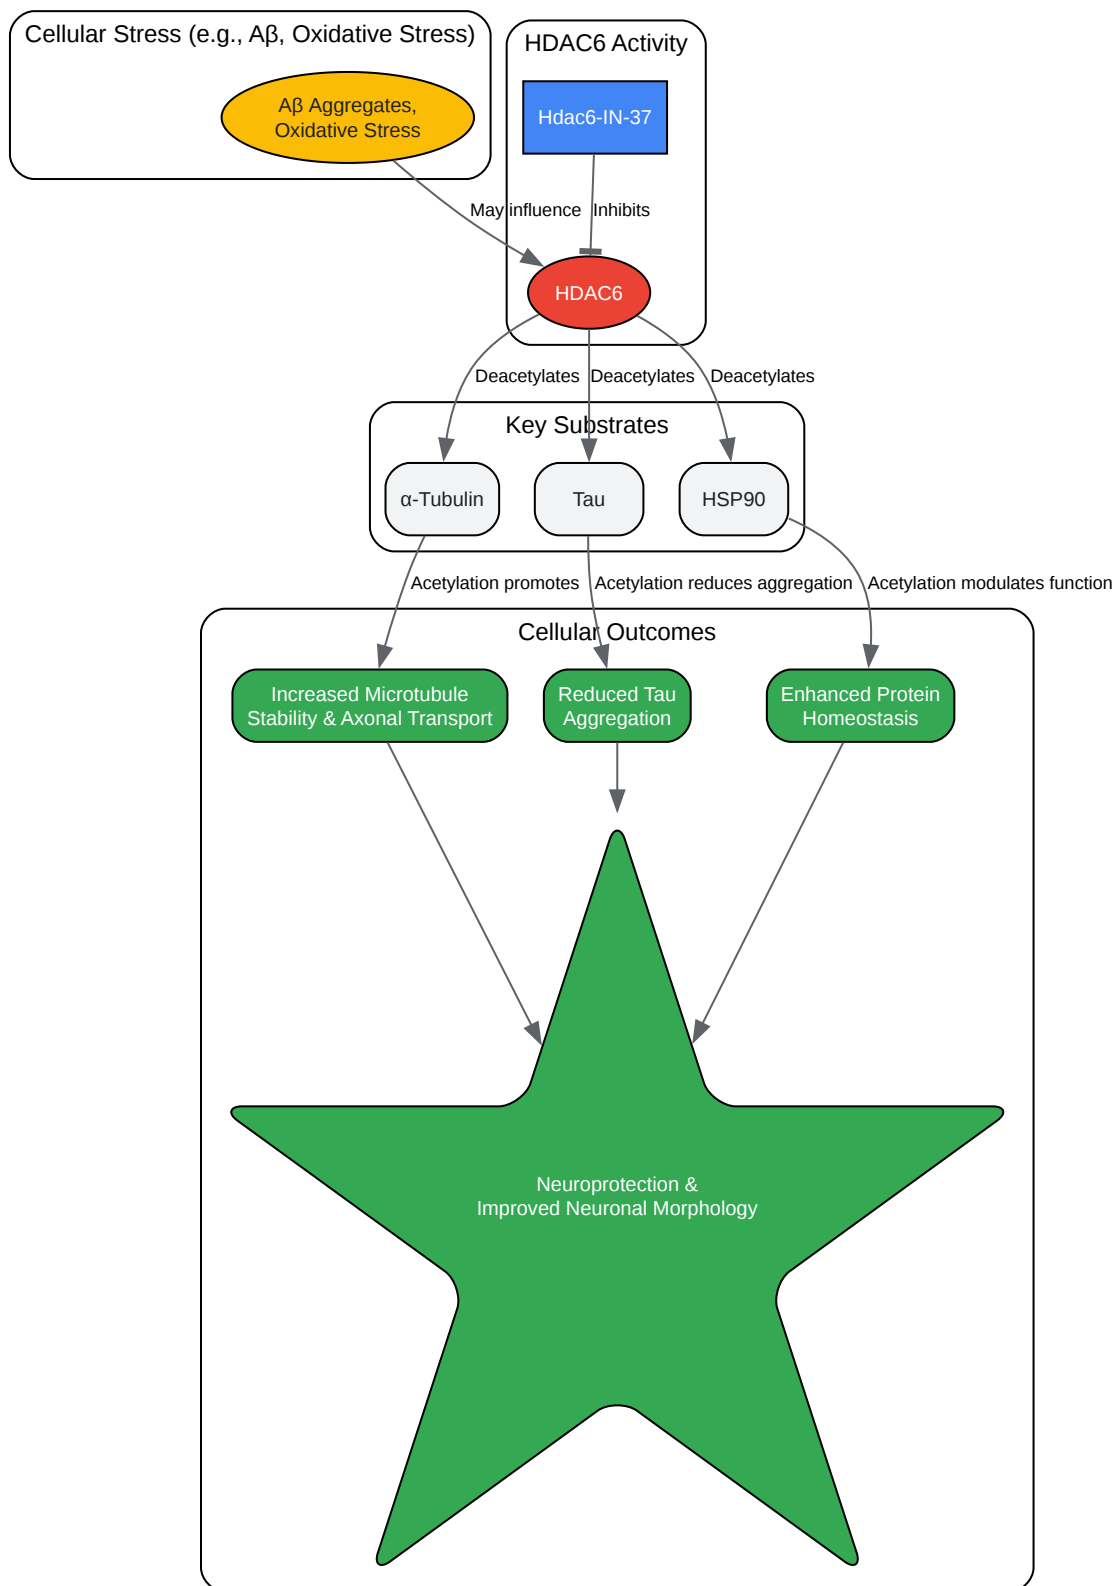 Cellular Stress (e.g., Aβ, Oxidative Stress)
HDAC6 Activity
Aβ Aggregates,
Oxidative Stress
Hdac6-IN-37
May influence
Inhibits
HDAC6
Deacetylates
Deacetylates
Deacetylates
Key Substrates
α-Tubulin
Tau
HSP90
Acetylation promotes
Acetylation reduces aggregation
Acetylation modulates function
Cellular Outcomes
Increased Microtubule
Stability & Axonal Transport
Reduced Tau
Aggregation
Enhanced Protein
Homeostasis
Neuroprotection &
Improved Neuronal Morphology